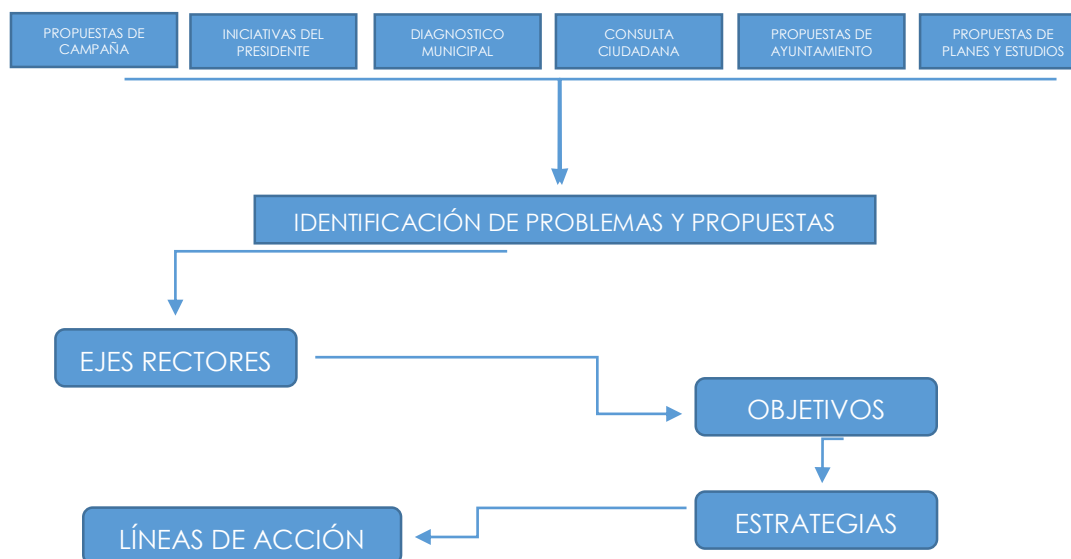 PROPUESTAS DE
CAMPAÑA
INICIATIVAS DEL
PRESIDENTE
DIAGNOSTICO
MUNICIPAL
CONSULTA
CIUDADANA
PROPUESTAS DE
AYUNTAMIENTO
PROPUESTAS DE
PLANES Y ESTUDIOS
IDENTIFICACIÓN DE PROBLEMAS Y PROPUESTAS
EJES RECTORES
OBJETIVOS
ESTRATEGIAS
LÍNEAS DE ACCIÓN